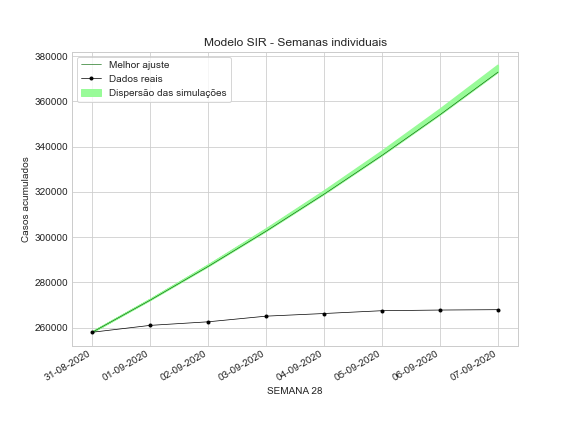 Modelo SIR - Semanas individuais
Melhor ajuste
Dados reais
Dispersão das simulações
Casos acumulados
380000
360000
340000
320000
300000
280000
260000
31-08-2020
01-09-2020
02-09-2020
03-09-2020
04-09-2020
05-09-2020
06-09-2020
07-09-2020
SEMANA 28